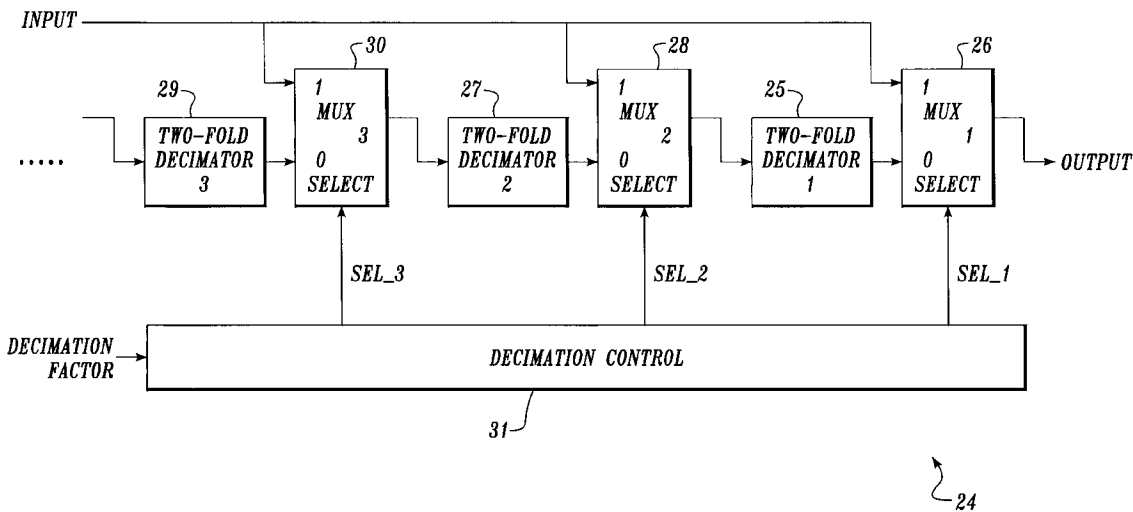 INPUT
30
28
26
29
27
25
1
MUX
3
0
SELECT
1
MUX
2
0
SELECT
1
MUX
1
0
SELECT
TWO-FOLD
DECIMATOR
3
TWO-FOLD
DECIMATOR
2
TWO-FOLD
DECIMATOR
1
.....
OUTPUT
SEL_3
SEL_2
SEL_1
DECIMATION
FACTOR
DECIMATION CONTROL
31
24